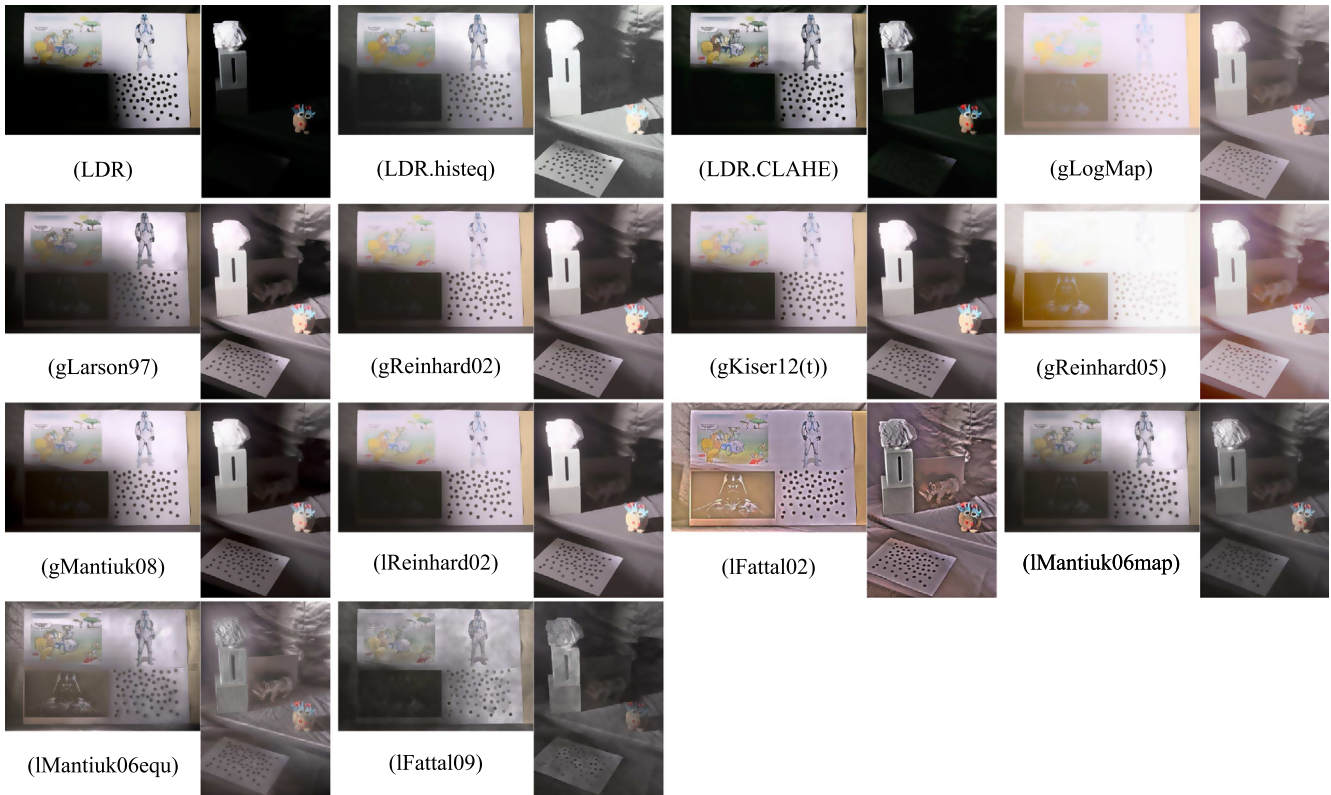 (LDR)
(LDR.histeq)
(LDR.CLAHE)
(gLogMap)
(gLarson97)
(gReinhard02)
(gKiser12(t))
(gReinhard05)
(gMantiuk08)
(lReinhard02)
(lFattal02)
(lMantiuk06map)
(lMantiuk06equ)
(lFattal09)